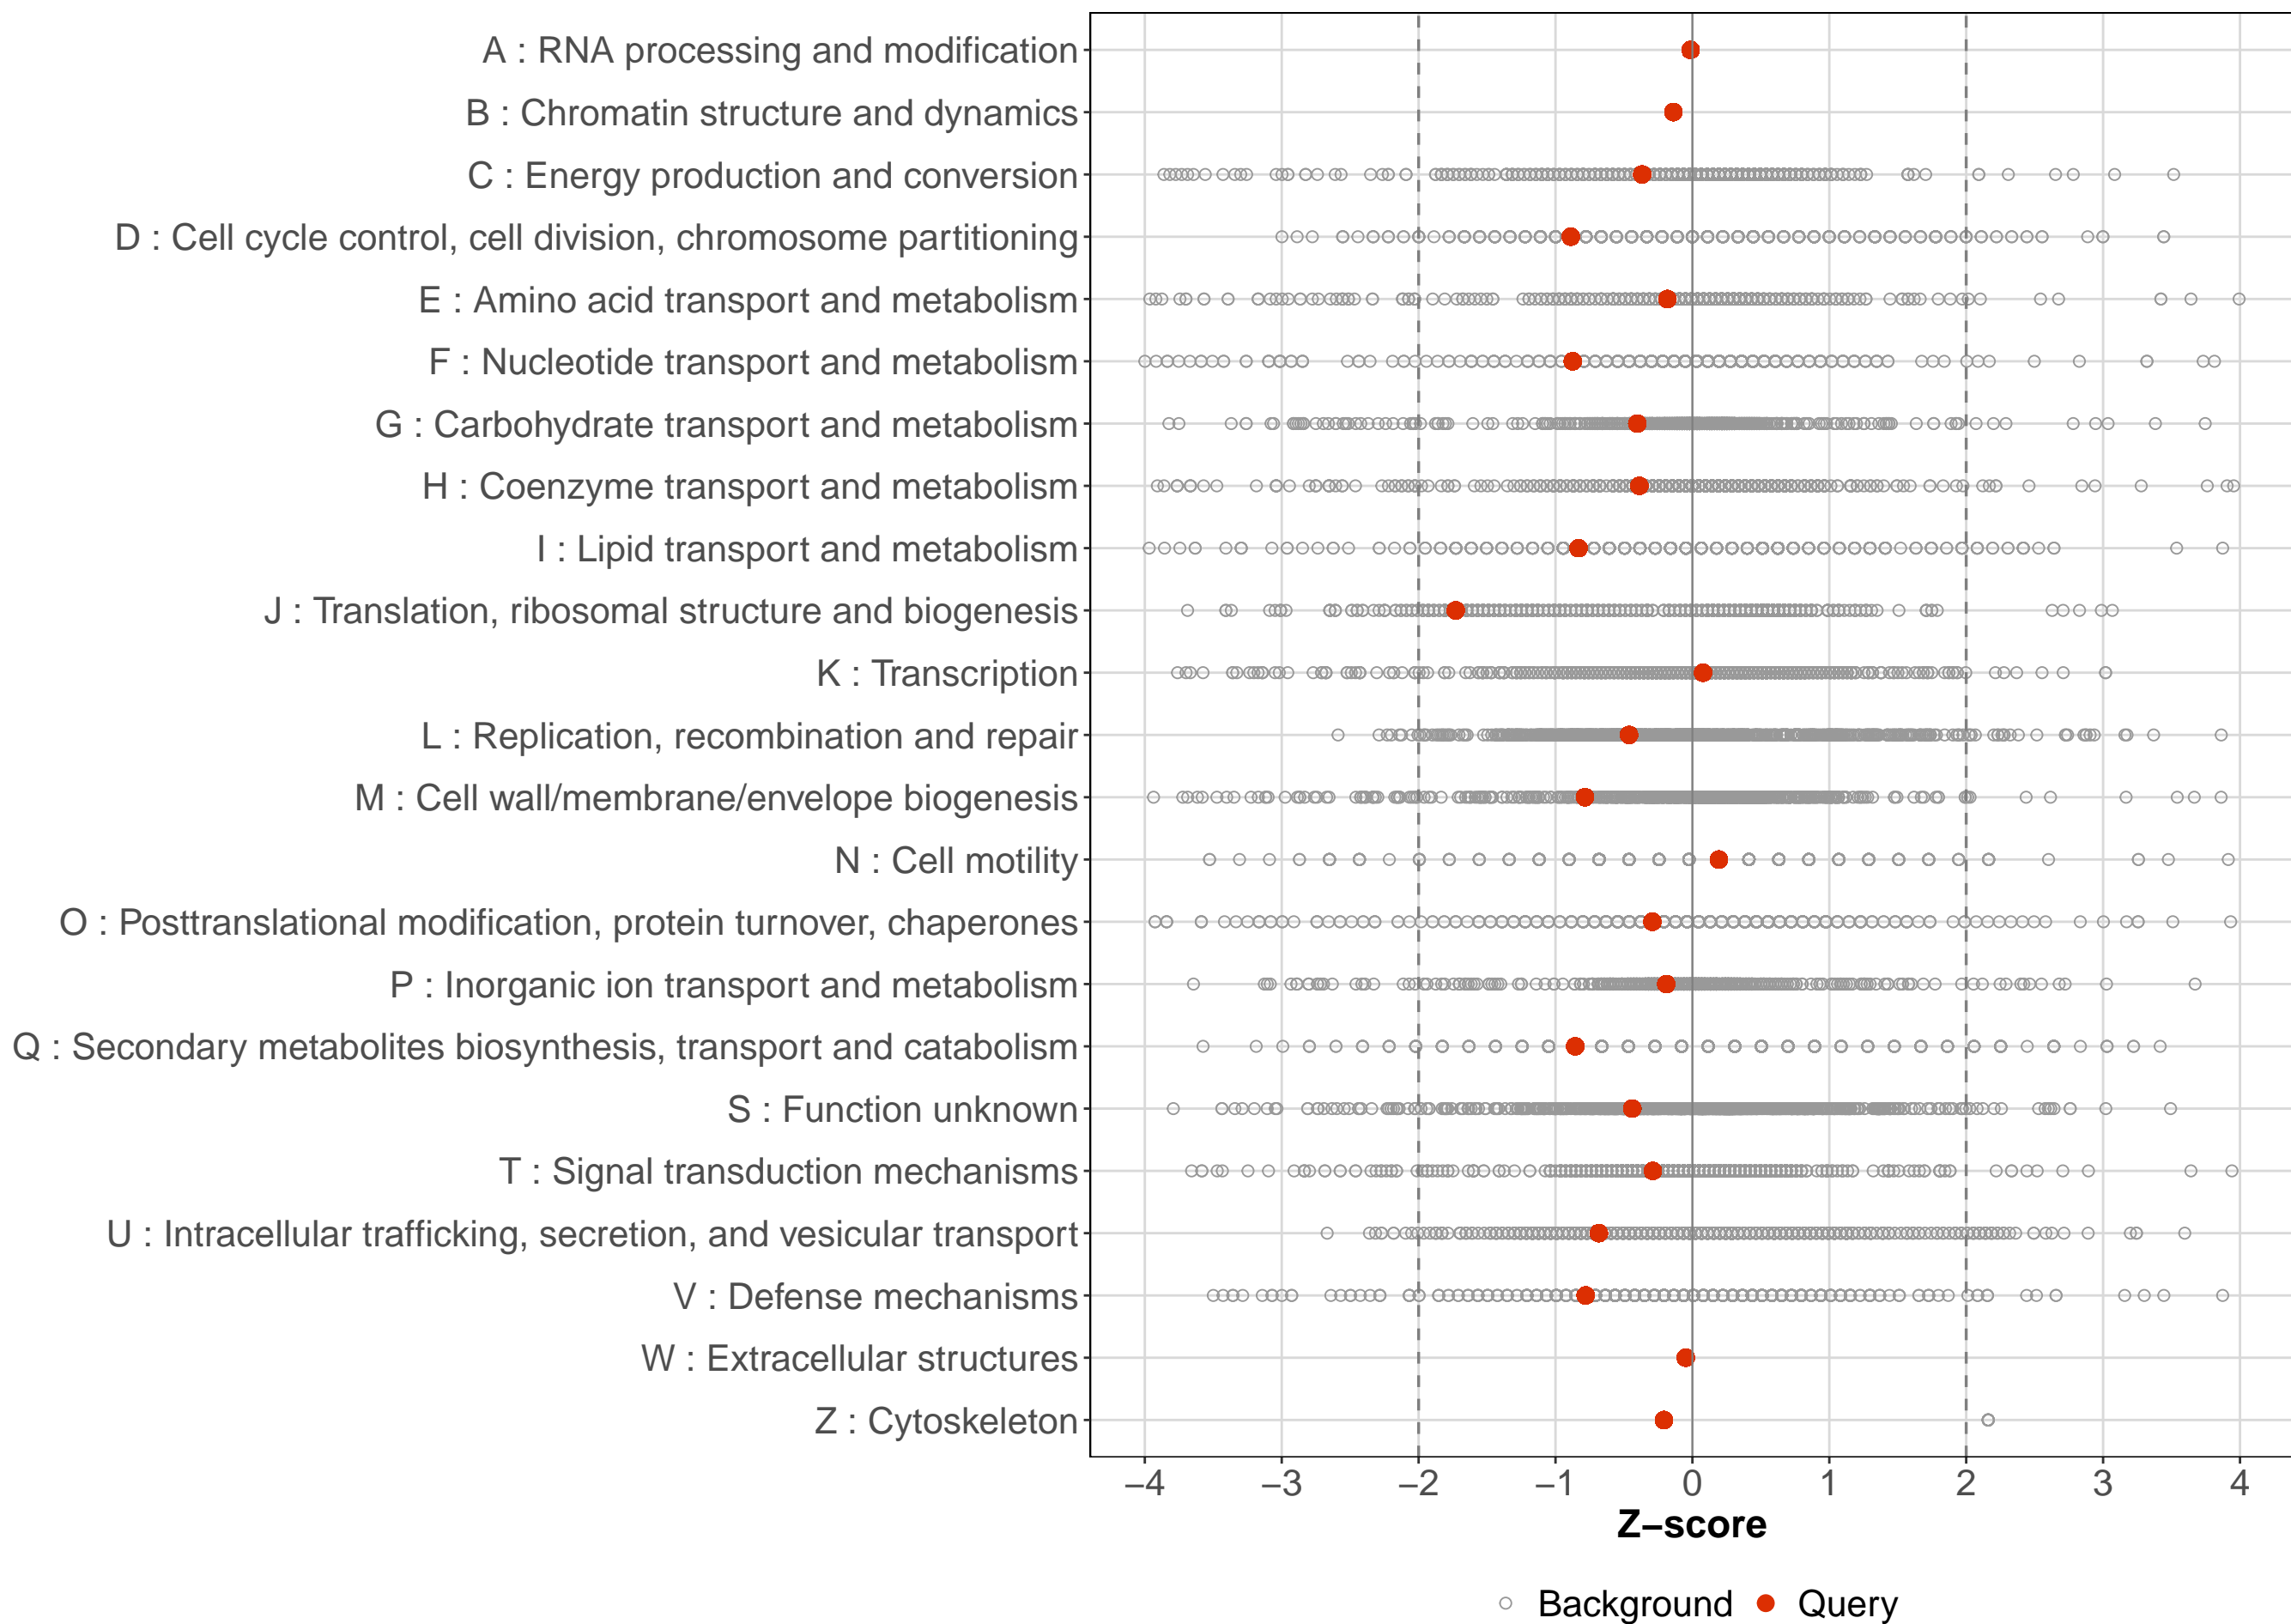 A : RNA processing and modification
B : Chromatin structure and dynamics
C : Energy production and conversion
D : Cell cycle control, cell division, chromosome partitioning
E : Amino acid transport and metabolism
F : Nucleotide transport and metabolism
G : Carbohydrate transport and metabolism
H : Coenzyme transport and metabolism
I : Lipid transport and metabolism
J : Translation, ribosomal structure and biogenesis
K : Transcription
L : Replication, recombination and repair
M : Cell wall/membrane/envelope biogenesis
N : Cell motility
O : Posttranslational modification, protein turnover, chaperones
P : Inorganic ion transport and metabolism
Q : Secondary metabolites biosynthesis, transport and catabolism
S : Function unknown
T : Signal transduction mechanisms
U : Intracellular trafficking, secretion, and vesicular transport
V : Defense mechanisms
W : Extracellular structures
Z : Cytoskeleton
−4 −3 −2 −1 0 1 2 3 4
Z−score
Background Query